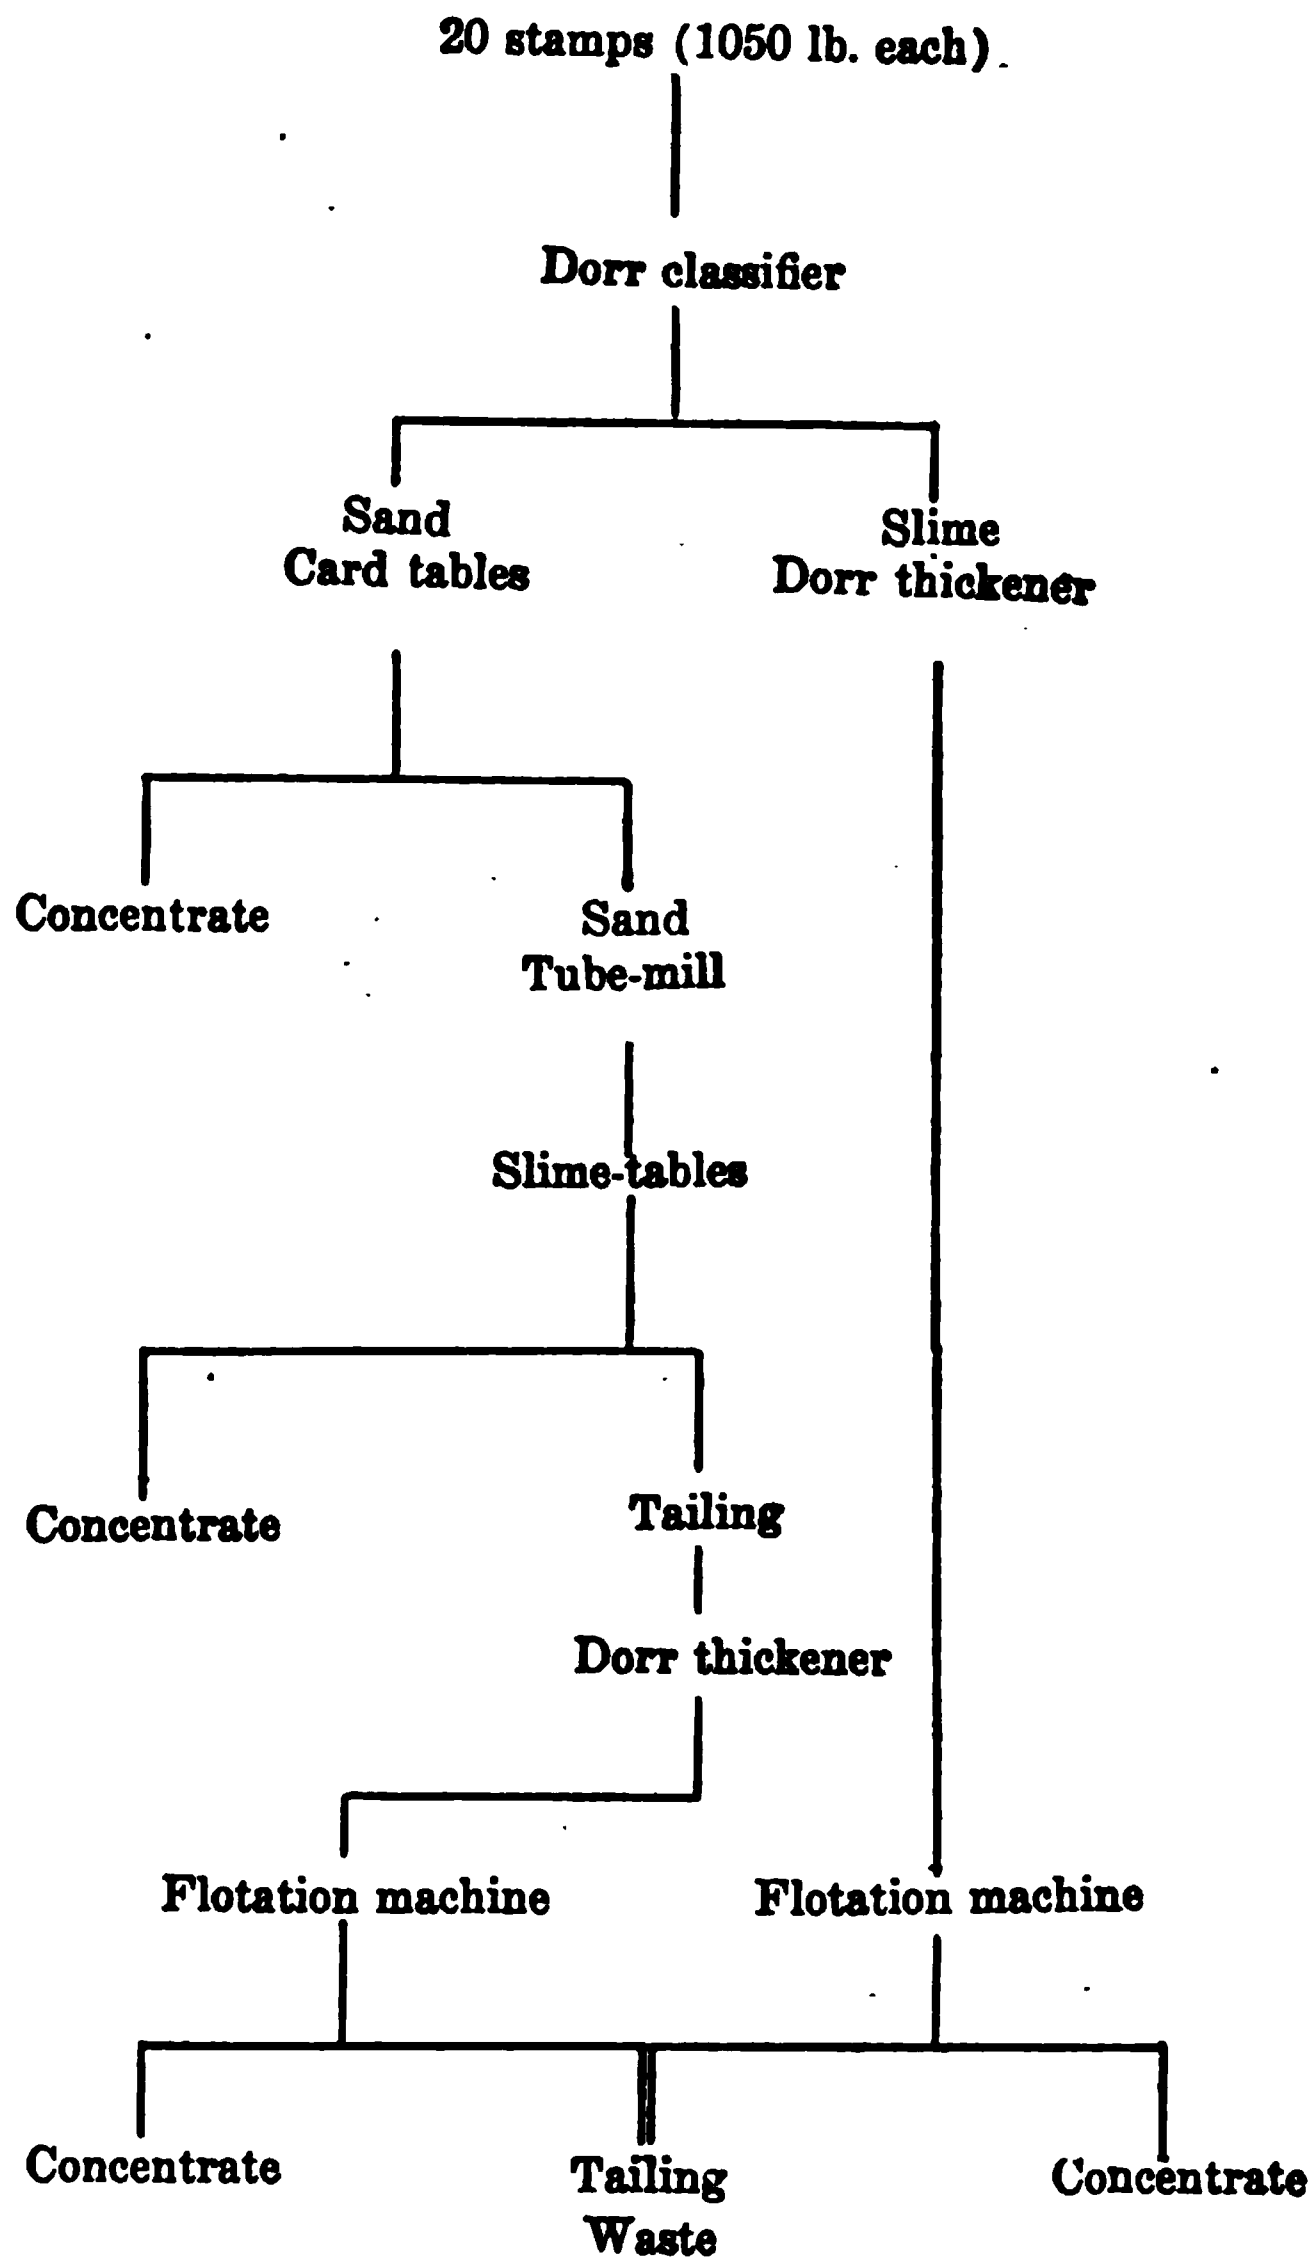 20 stamps (1050 lb. each)
Dorr classifier
Sand
Card tables
Slime
Dorr thickener
Concentrate
Sand
Tube-mill
Slime-tables
Concentrate
Tailing
Dorr thickener
Flotation machine
Flotation machine
Concentrate
Tailing
Waste
Concentrate